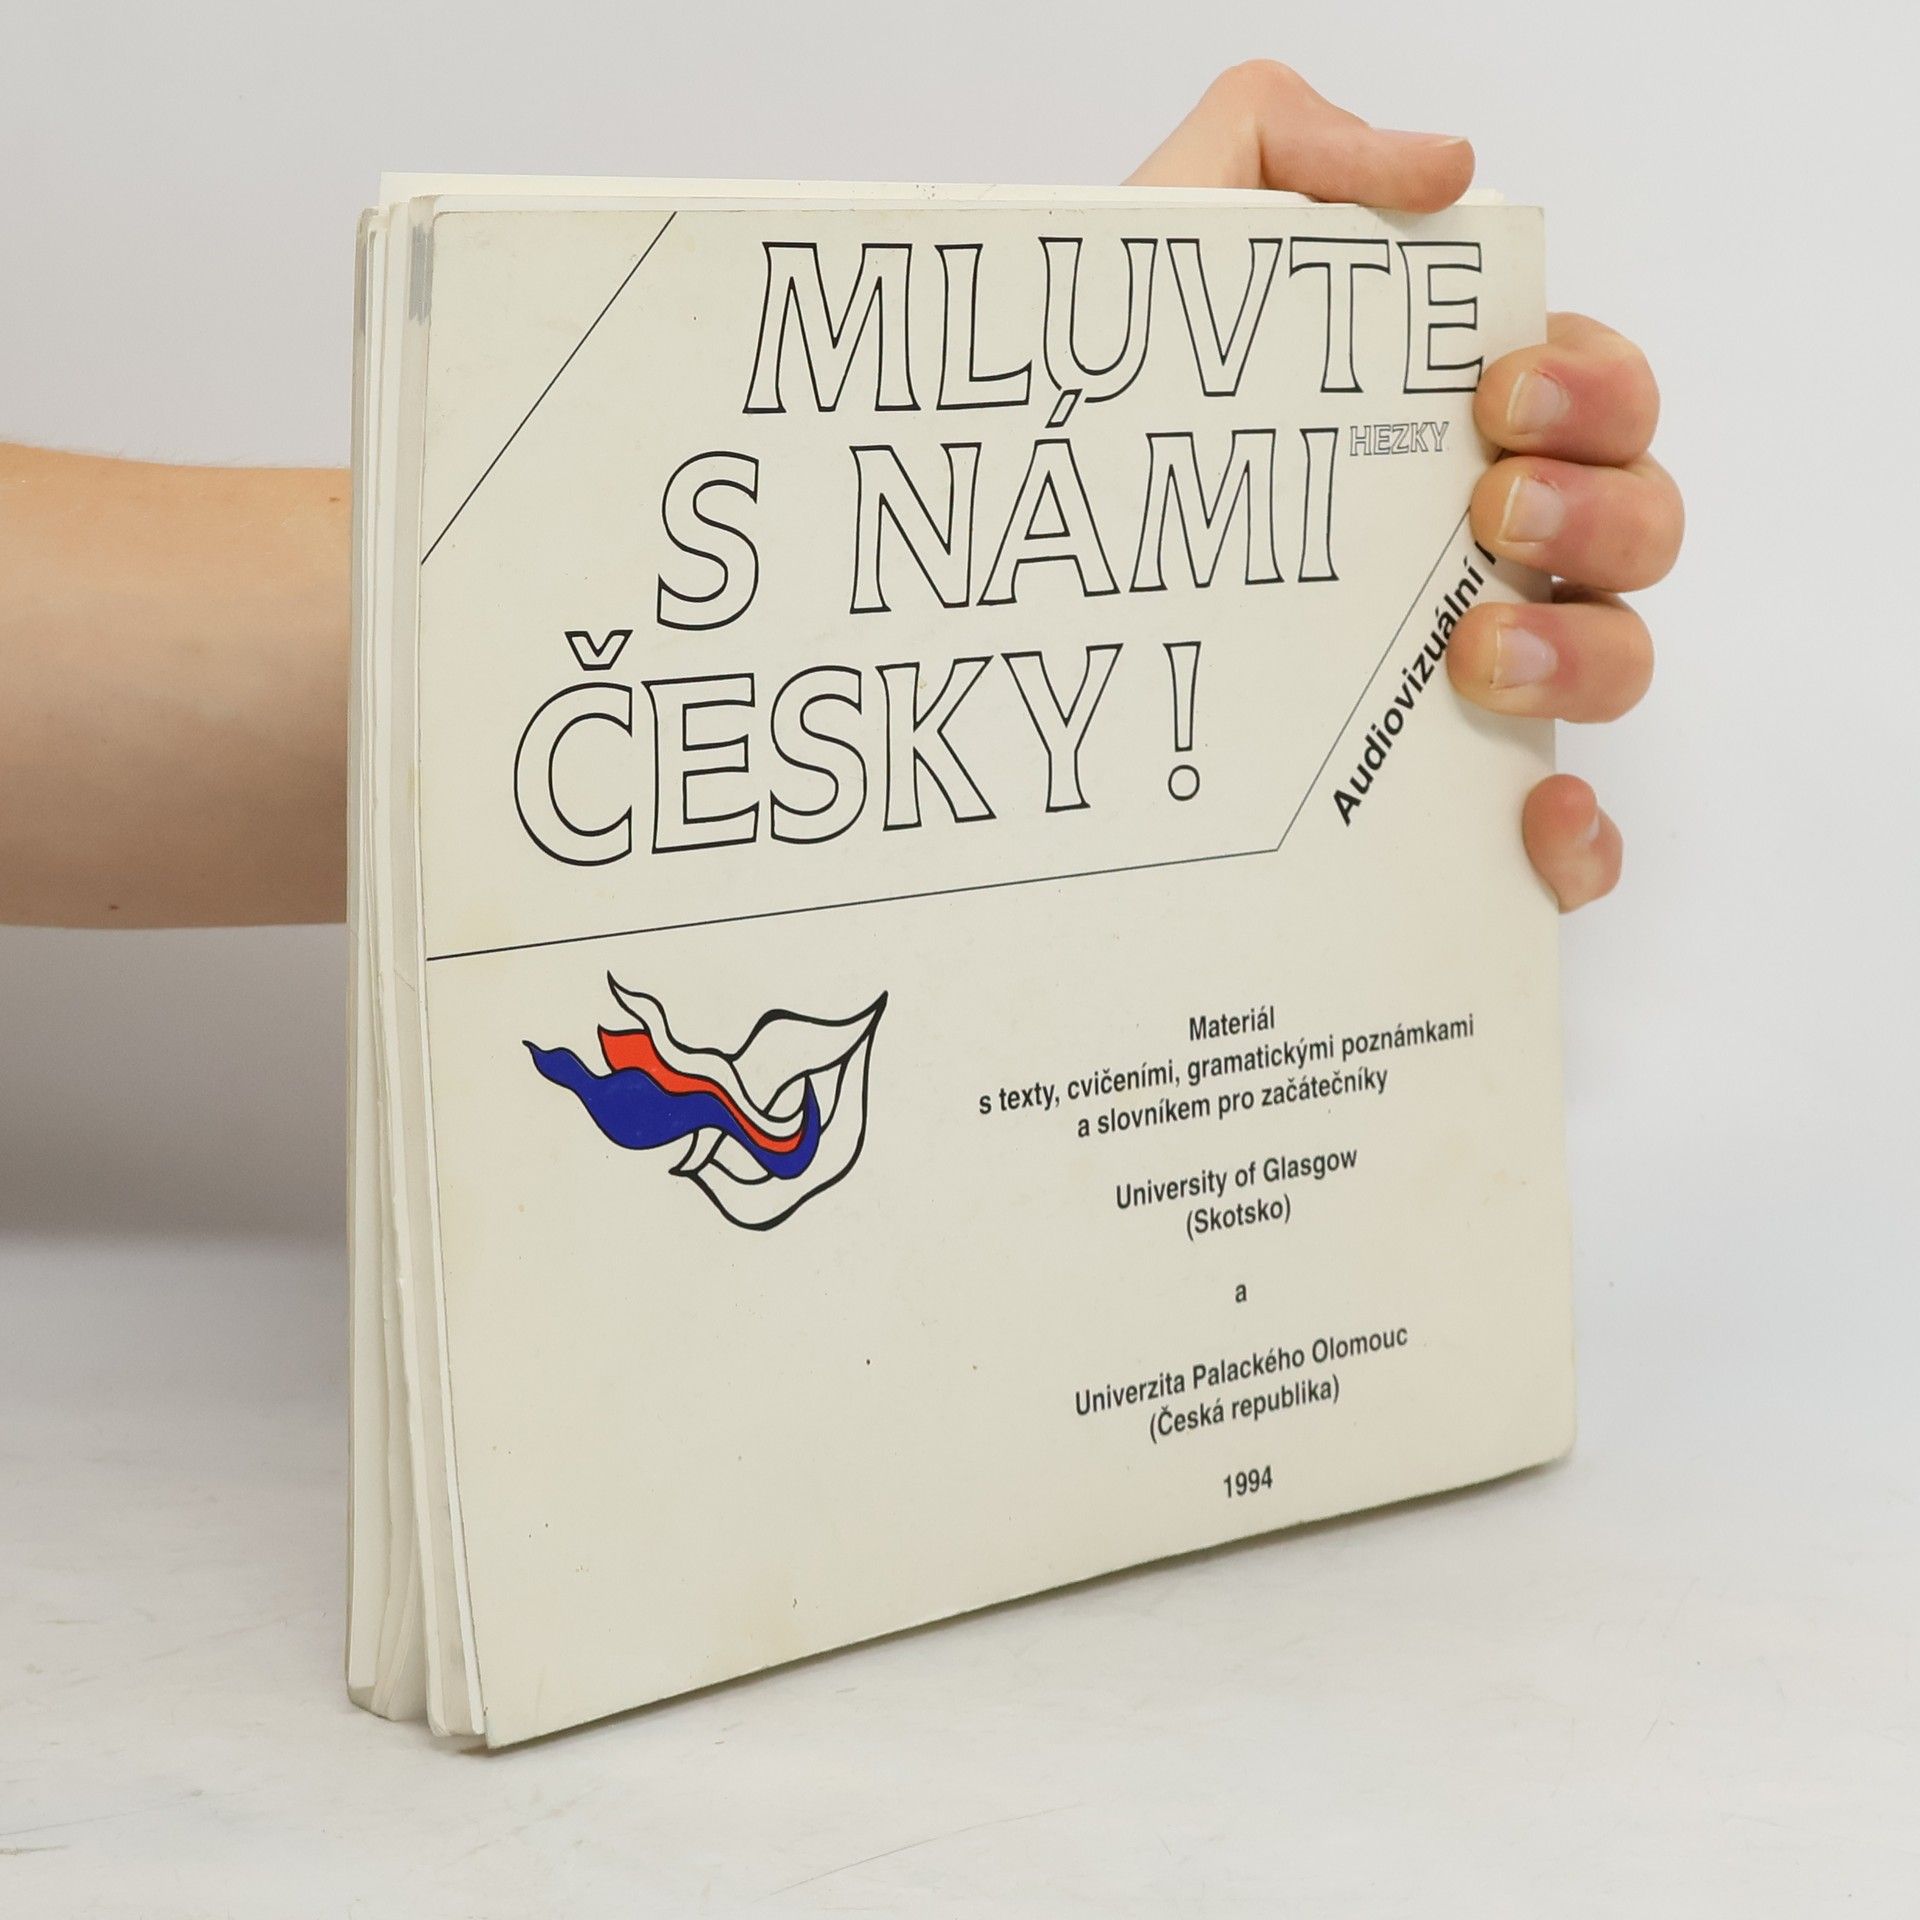 MLUVTE
S NÁMI HEZKY
ČESKY !
Audiovizuální
Materiál
s texty, cvičeními, gramatickými poznámkami
a slovníkem pro začátečníky
University of Glasgow
(Skotsko)
a
Univerzita Palackého Olomouc
(Česká republika)
1994